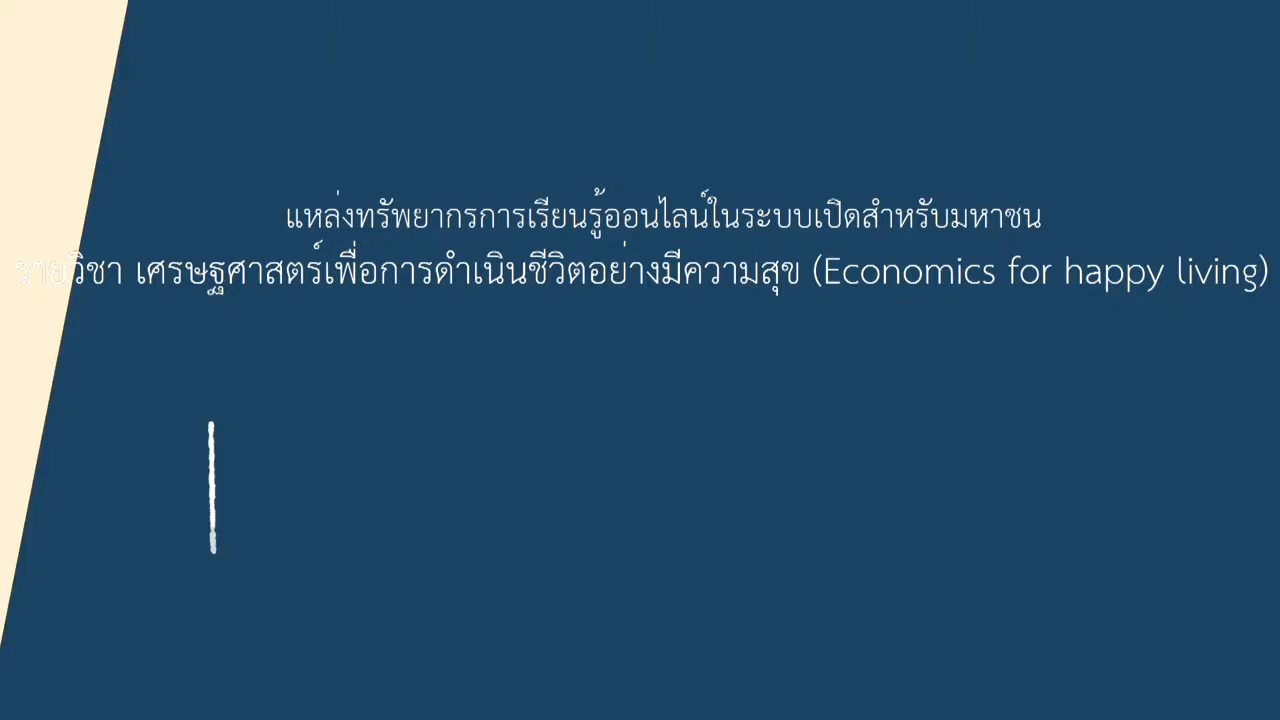 แหล่งทรัพยากรการเรียนรู้ออนไลน์ในระบบเปิดสำหรับมหาชน
รายวิชา เศรษฐศาสตร์เพื่อการดำเนินชีวิตอย่างมีความสุข (Economics for happy living)